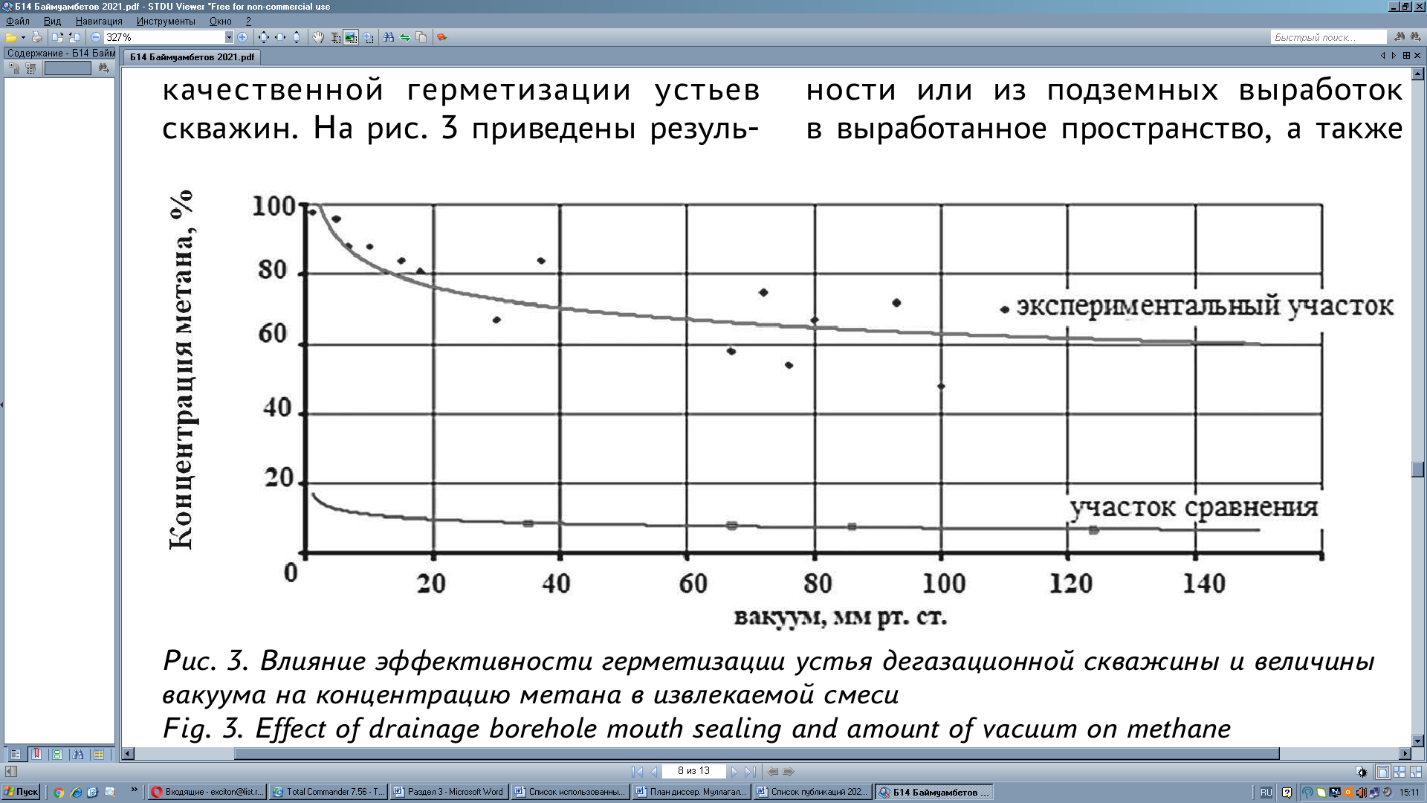 Б14 Баймуамбетов 2021.pdf - STDU Viewer "Free for non-commercial use
Файл Вид Навигация Инструменты Окно ?
327%
Быстрый поиск...
Содержание - Б14 Байм
Б14 Баймуамбетов 2021.pdf
качественной герметизации устьев
скважин. На рис. 3 приведены резуль-
ности или из подземных выработок
в выработанное пространство, а также
Концентрация метана, %
100
80
60
40
20
0
экспериментальный участок
участок сравнения
20 40 60 80 100 120 140
вакуум, мм рт. ст.
Рис. 3. Влияние эффективности герметизации устья дегазационной скважины и величины
вакуума на концентрацию метана в извлекаемой смеси
Fig. 3. Effect of drainage borehole mouth sealing and amount of vacuum on methane
8 из 13
Пуск
»
Входящие - exciton@list.r...
Total Commander 7.56 - T...
Раздел 3 - Microsoft Word
Список использованны...
План диссер. Муллагал...
Список публикаций 202...
Б14 Баймуамбетов ...
RU
15:11